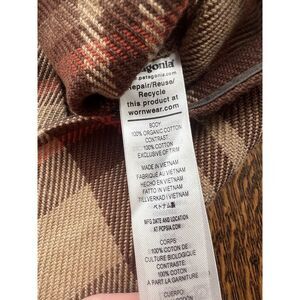 tagonia®
.patagonia.com
Repair/Reuse/
Recycle
this product at
wornwear.com
BODY:
100% ORGANIC COTTON
CONTRAST:
100% COTTON
EXCLUSIVE OF TRIM
MADE IN VIETNAM
FABRIQUÉ AU VIETNAM
HECHO EN VIETNAM
FATTO IN VIETNAM
TILLVERKAD I VIETNAM
ベトナム製
MFG DATE AND LOCATION
AT PCPSIA.COM
CORPS:
100% COTON DE
CULTURE BIOLOGIQUE
CONTRASTE:
100% COTON
À PART LA GARNITURE
CUERPO: